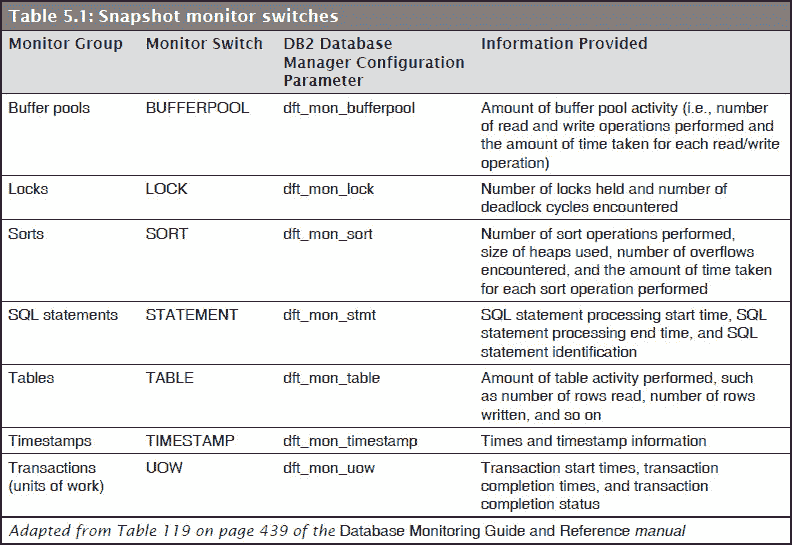 Table 5.1: Snapshot monitor switches
Monitor Group Monitor Switch DB2 Database Manager Configuration Parameter Information Provided
Buffer pools BUFFERPOOL dft_mon_bufferpool Amount of buffer pool activity (i.e., number
of read and write operations performed and
the amount of time taken for each read/write
operation)
Locks LOCK dft_mon_lock Number of locks held and number of
deadlock cycles encountered
Sorts SORT dft_mon_sort Number of sort operations performed,
size of heaps used, number of overflows
encountered, and the amount of time taken
for each sort operation performed
SQL statements STATEMENT dft_mon_stmt SQL statement processing start time, SQL
statement processing end time, and SQL
statement identification
Tables TABLE dft_mon_table Amount of table activity performed, such
as number of rows read, number of rows
written, and so on
Timestamps TIMESTAMP dft_mon_timestamp Times and timestamp information
Transactions UOW dft_mon_uow Transaction start times, transaction
(units of work) completion times, and transaction
completion status
Adapted from Table 119 on page 439 of the Database Monitoring Guide and Reference manual